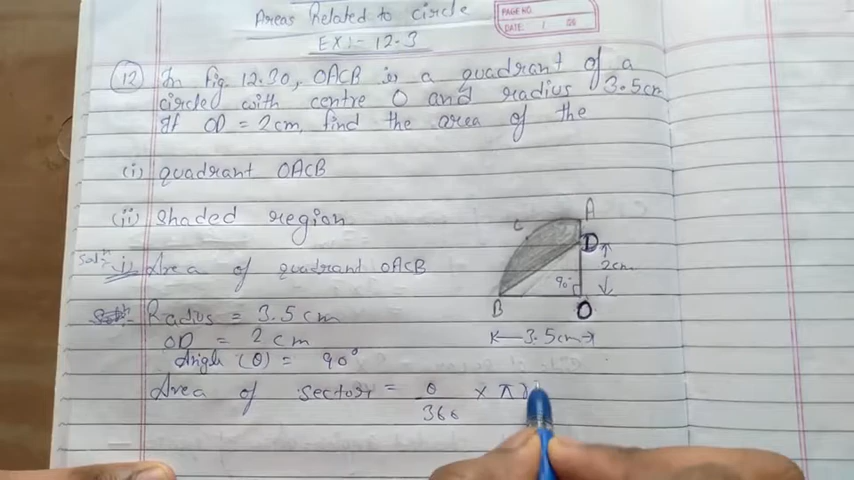 Areas Related to circle
PAGE NO.
DATE 1
EX:- 12.3
(12) In Fig. 12.30, OACB is a quadrant of a
circle with centre O and radius 3.5cm
If OD = 2cm, find the area of the
(i) quadrant OACB
(ii) shaded region
A
C
D
2cm
90°
B
O
3.5cm
Solⁿ:- i) Area of quadrant OACB
Radius = 3.5 cm
OD = 2 cm
Angle (θ) = 90°
Area of sector = θ/360 × πr